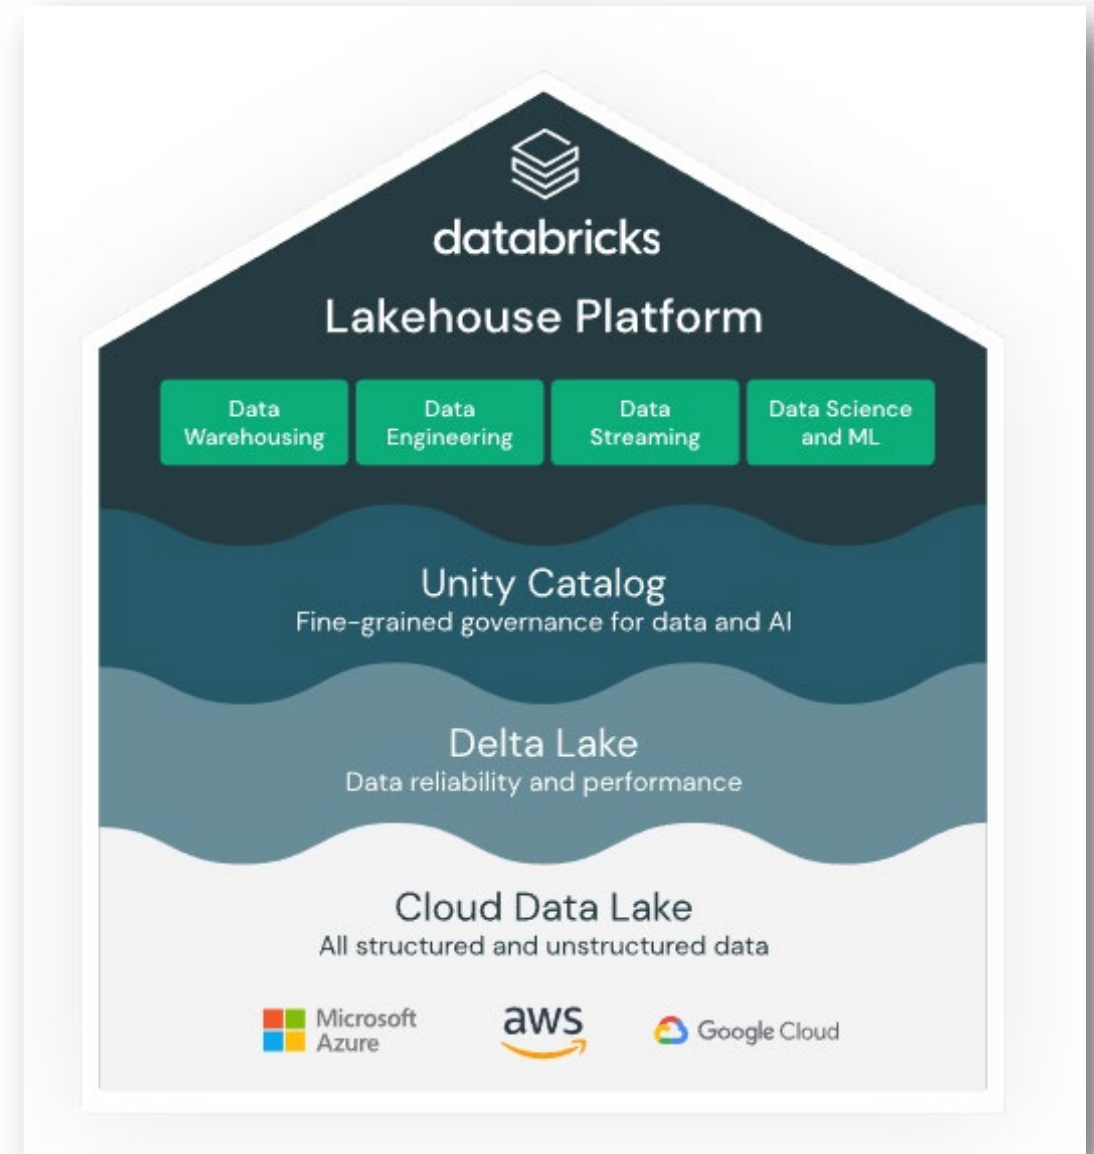 databricks
Lakehouse Platform
Data
Warehousing
Data
Engineering
Data
Streaming
Data Science
and ML
Unity Catalog
Fine-grained governance for data and AI
Delta Lake
Data reliability and performance
Cloud Data Lake
All structured and unstructured data
Microsoft
Azure
aws
Google Cloud